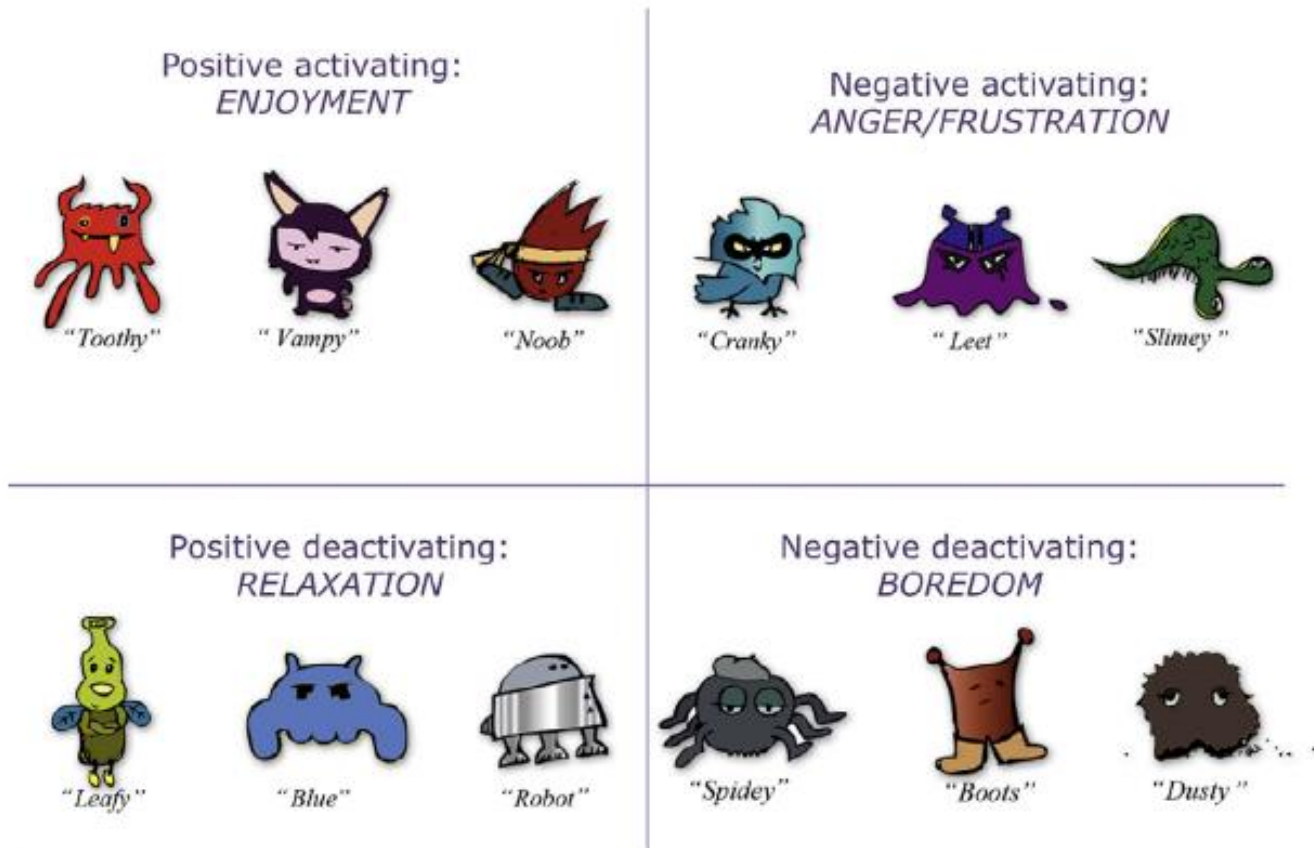 Positive activating:
ENJOYMENT
"Toothy"
"Vampy"
"Noob"
Negative activating:
ANGER/FRUSTRATION
"Cranky"
"Leet"
"Slimey"
Positive deactivating:
RELAXATION
"Leafy"
"Blue"
"Robot"
Negative deactivating:
BOREDOM
"Spidey"
"Boots"
"Dusty"